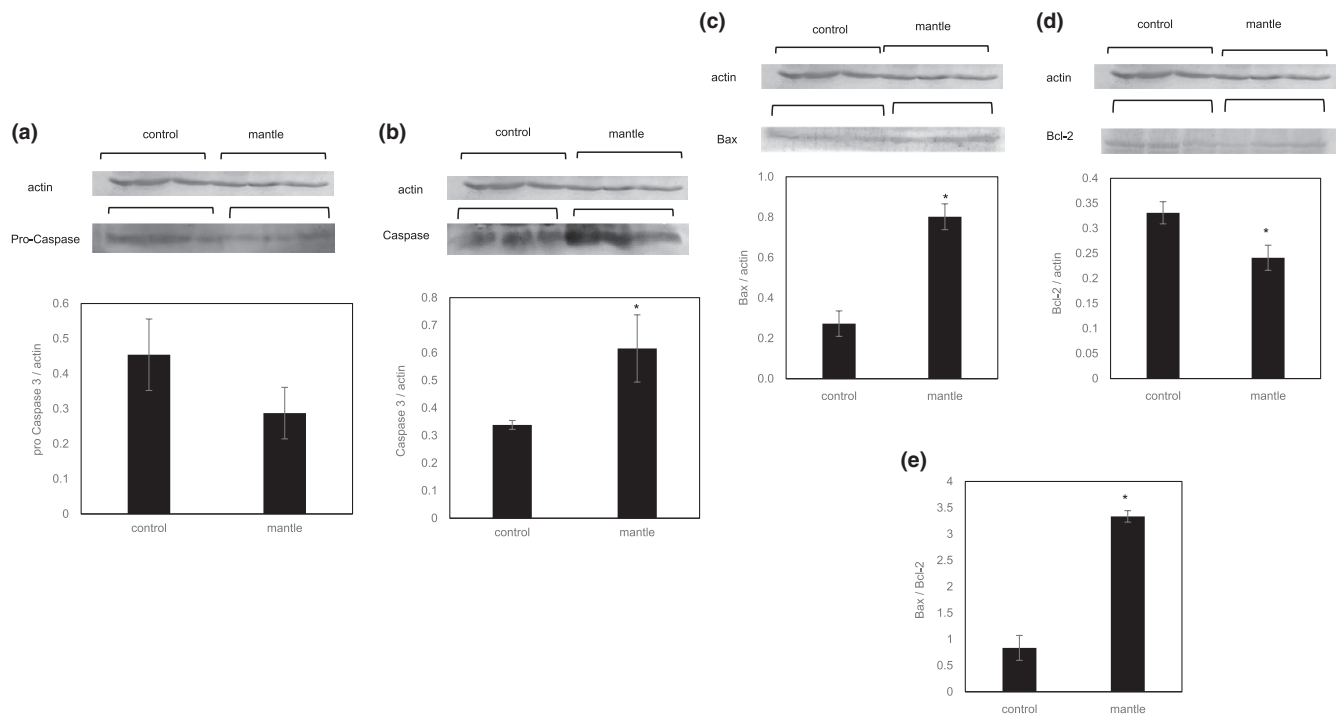 (a)
control mantle
actin
Pro-Caspase
pro Caspase 3 / actin
0.6
0.5
0.4
0.3
0.2
0.1
0
control mantle
(b)
control mantle
actin
Caspase
Caspase 3 / actin
0.8
0.7
0.6
0.5
0.4
0.3
0.2
0.1
0
*
control mantle
(c)
control mantle
actin
Bax
Bax / actin
1.0
0.8
0.6
0.4
0.2
0.0
*
control mantle
(d)
control mantle
actin
Bcl-2
Bcl-2 / actin
0.4
0.35
0.3
0.25
0.2
0.15
0.1
0.05
0
*
control mantle
(e)
Bax / Bcl-2
4
3.5
3
2.5
2
1.5
1
0.5
0
*
control mantle